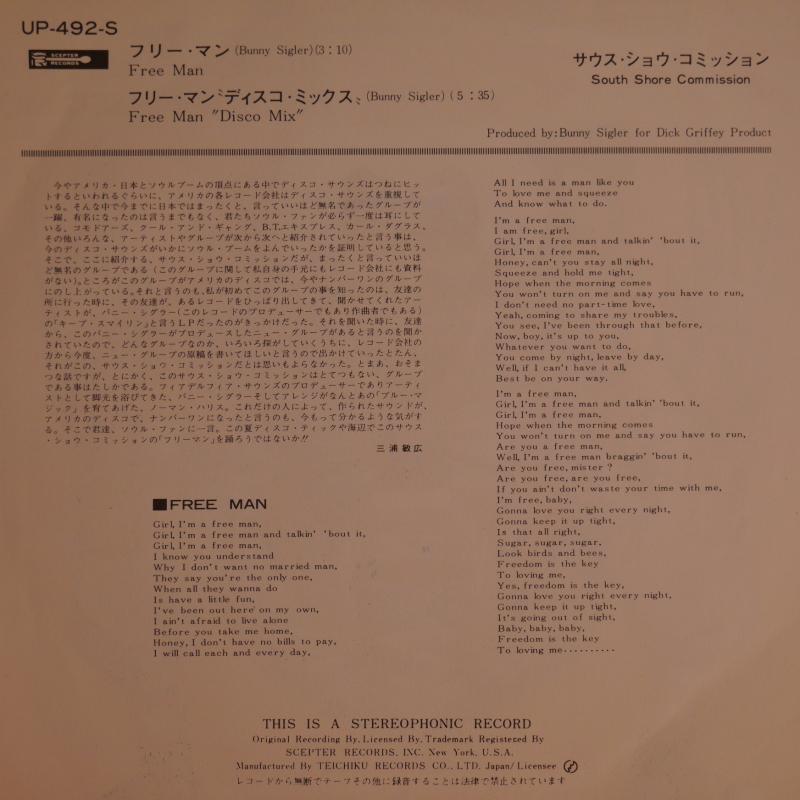 UP-492-S
SCEPTER RECORDS
フリー・マン (Bunny Sigler)(3:10)
Free Man
フリー・マン〝ディスコ・ミックス〟(Bunny Sigler) (5:35)
Free Man "Disco Mix"
サウス・ショウ・コミッション
South Shore Commission
Produced by: Bunny Sigler for Dick Griffey Product
今やアメリカ・日本とソウルブームの頂点にある中でディスコ・サウンズはつねにヒッ
トするといわれるぐらいに、アメリカの各レコード会社はディスコ・サウンズを重視して
いる。そんな中で今までに日本ではまったくと、言っていいほど無名であったグループが
一躍、有名になったのは言うまでもなく、君たちソウル・ファンが必らず一度は耳にして
いる、コモドアーズ、クール・アンド・ギャング、B.T.エキスプレス、カール・ダグラス、
その他いろんな、アーティストやグループが次から次へと紹介されていったと言う事は、
今のディスコ・サウンズがいかにソウル・ブームをよんでいったかを証明していると思う。
そこで、ここに紹介する、サウス・ショウ・コミッションだが、まったくと言っていいほ
ど無名のグループである(このグループに関して私自身の手元にもレコード会社にも資料
がない)。ところがこのグループがアメリカのディスコでは、今やナンバーワンのグループ
にのし上がっている。それと言うのも、私が初めてこのグループの事を知ったのは、友達の
所に行った時に、その友達が、あるレコードをひっぱり出してきて、聞かせてくれたアー
ティストが、バニー・シグラー(このレコードのプロデューサーでもあり作曲者でもある)
の「キープ・スマイリン」と言うLPだったのがきっかけだった。それを聞いた時に、友達
から、このバニー・シグラーがプロデュースしたニュー・グループがあると言うのを聞か
されていたので、どんなグループなのか、いろいろ探がしていくうちに、レコード会社の
方から今度、ニュー・グループの原稿を書いてほしいと言うので出かけていったとたん、
それがこの、サウス・ショウ・コミッションだとは思いもよらなかった。とまあ、おそま
つな話ですが、とにかく、このサウス・ショウ・コミッションはとてつもない、グループ
である事はたしかである。フィアデルフィア・サウンズのプロデューサーでありアーティ
ストとして脚光を浴びてきた、バニー・シグラーそしてアレンジがなんとあの「ブルー・マ
ジック」を育てあげた、ノーマン・ハリス。これだけの人によって、作られたサウンドが、
アメリカのディスコで、ナンバーワンになったと言うのも、今もって分かるような気がす
る。そこで君達、ソウル・ファンに一言。この夏ディスコ・ティックや海辺でこのサウス
・ショウ・コミッションの「フリーマン」を踊ろうではないか!!
三浦敏広
■FREE MAN
Girl, I'm a free man,
Girl, I'm a free man and talkin' 'bout it,
Girl, I'm a free man,
I know you understand
Why I don't want no married man,
They say you're the only one,
When all they wanna do
Is have a little fun,
I've been out here on my own,
I ain't afraid to live alone
Before you take me home,
Honey, I don't have no bills to pay,
I will call each and every day,
All I need is a man like you
To love me and squeeze
And know what to do.
I'm a free man,
I am free, girl,
Girl, I'm a free man and talkin' 'bout it,
Girl, I'm a free man,
Honey, can't you stay all night,
Squeeze and hold me tight,
Hope when the morning comes
You won't turn on me and say you have to run,
I don't need no part-time love,
Yeah, coming to share my troubles,
You see, I've been through that before,
Now, boy, it's up to you,
Whatever you want to do,
You come by night, leave by day,
Well, if I can't have it all,
Best be on your way.
I'm a free man,
Girl, I'm a free man and talkin' 'bout it,
Girl, I'm a free man,
Hope when the morning comes
You won't turn on me and say you have to run,
Are you a free man,
Well, I'm a free man braggin' 'bout it,
Are you free, mister?
Are you free, are you free,
If you ain't don't waste your time with me,
I'm free, baby,
Gonna love you right every night,
Gonna keep it up tight,
Is that all right,
Sugar, sugar, sugar,
Look birds and bees,
Freedom is the key
To loving me,
Yes, freedom is the key,
Gonna love you right every night,
Gonna keep it up tight,
It's going out of sight,
Baby, baby, baby,
Freedom is the key
To loving me··········
THIS IS A STEREOPHONIC RECORD
Original Recording By, Licensed By, Trademark Registered By
SCEPTER RECORDS, INC. New York, U.S.A.
Manufactured By TEICHIKU RECORDS CO., LTD. Japan/Licensee
レコードから無断でテープその他に録音することは法律で禁止されています